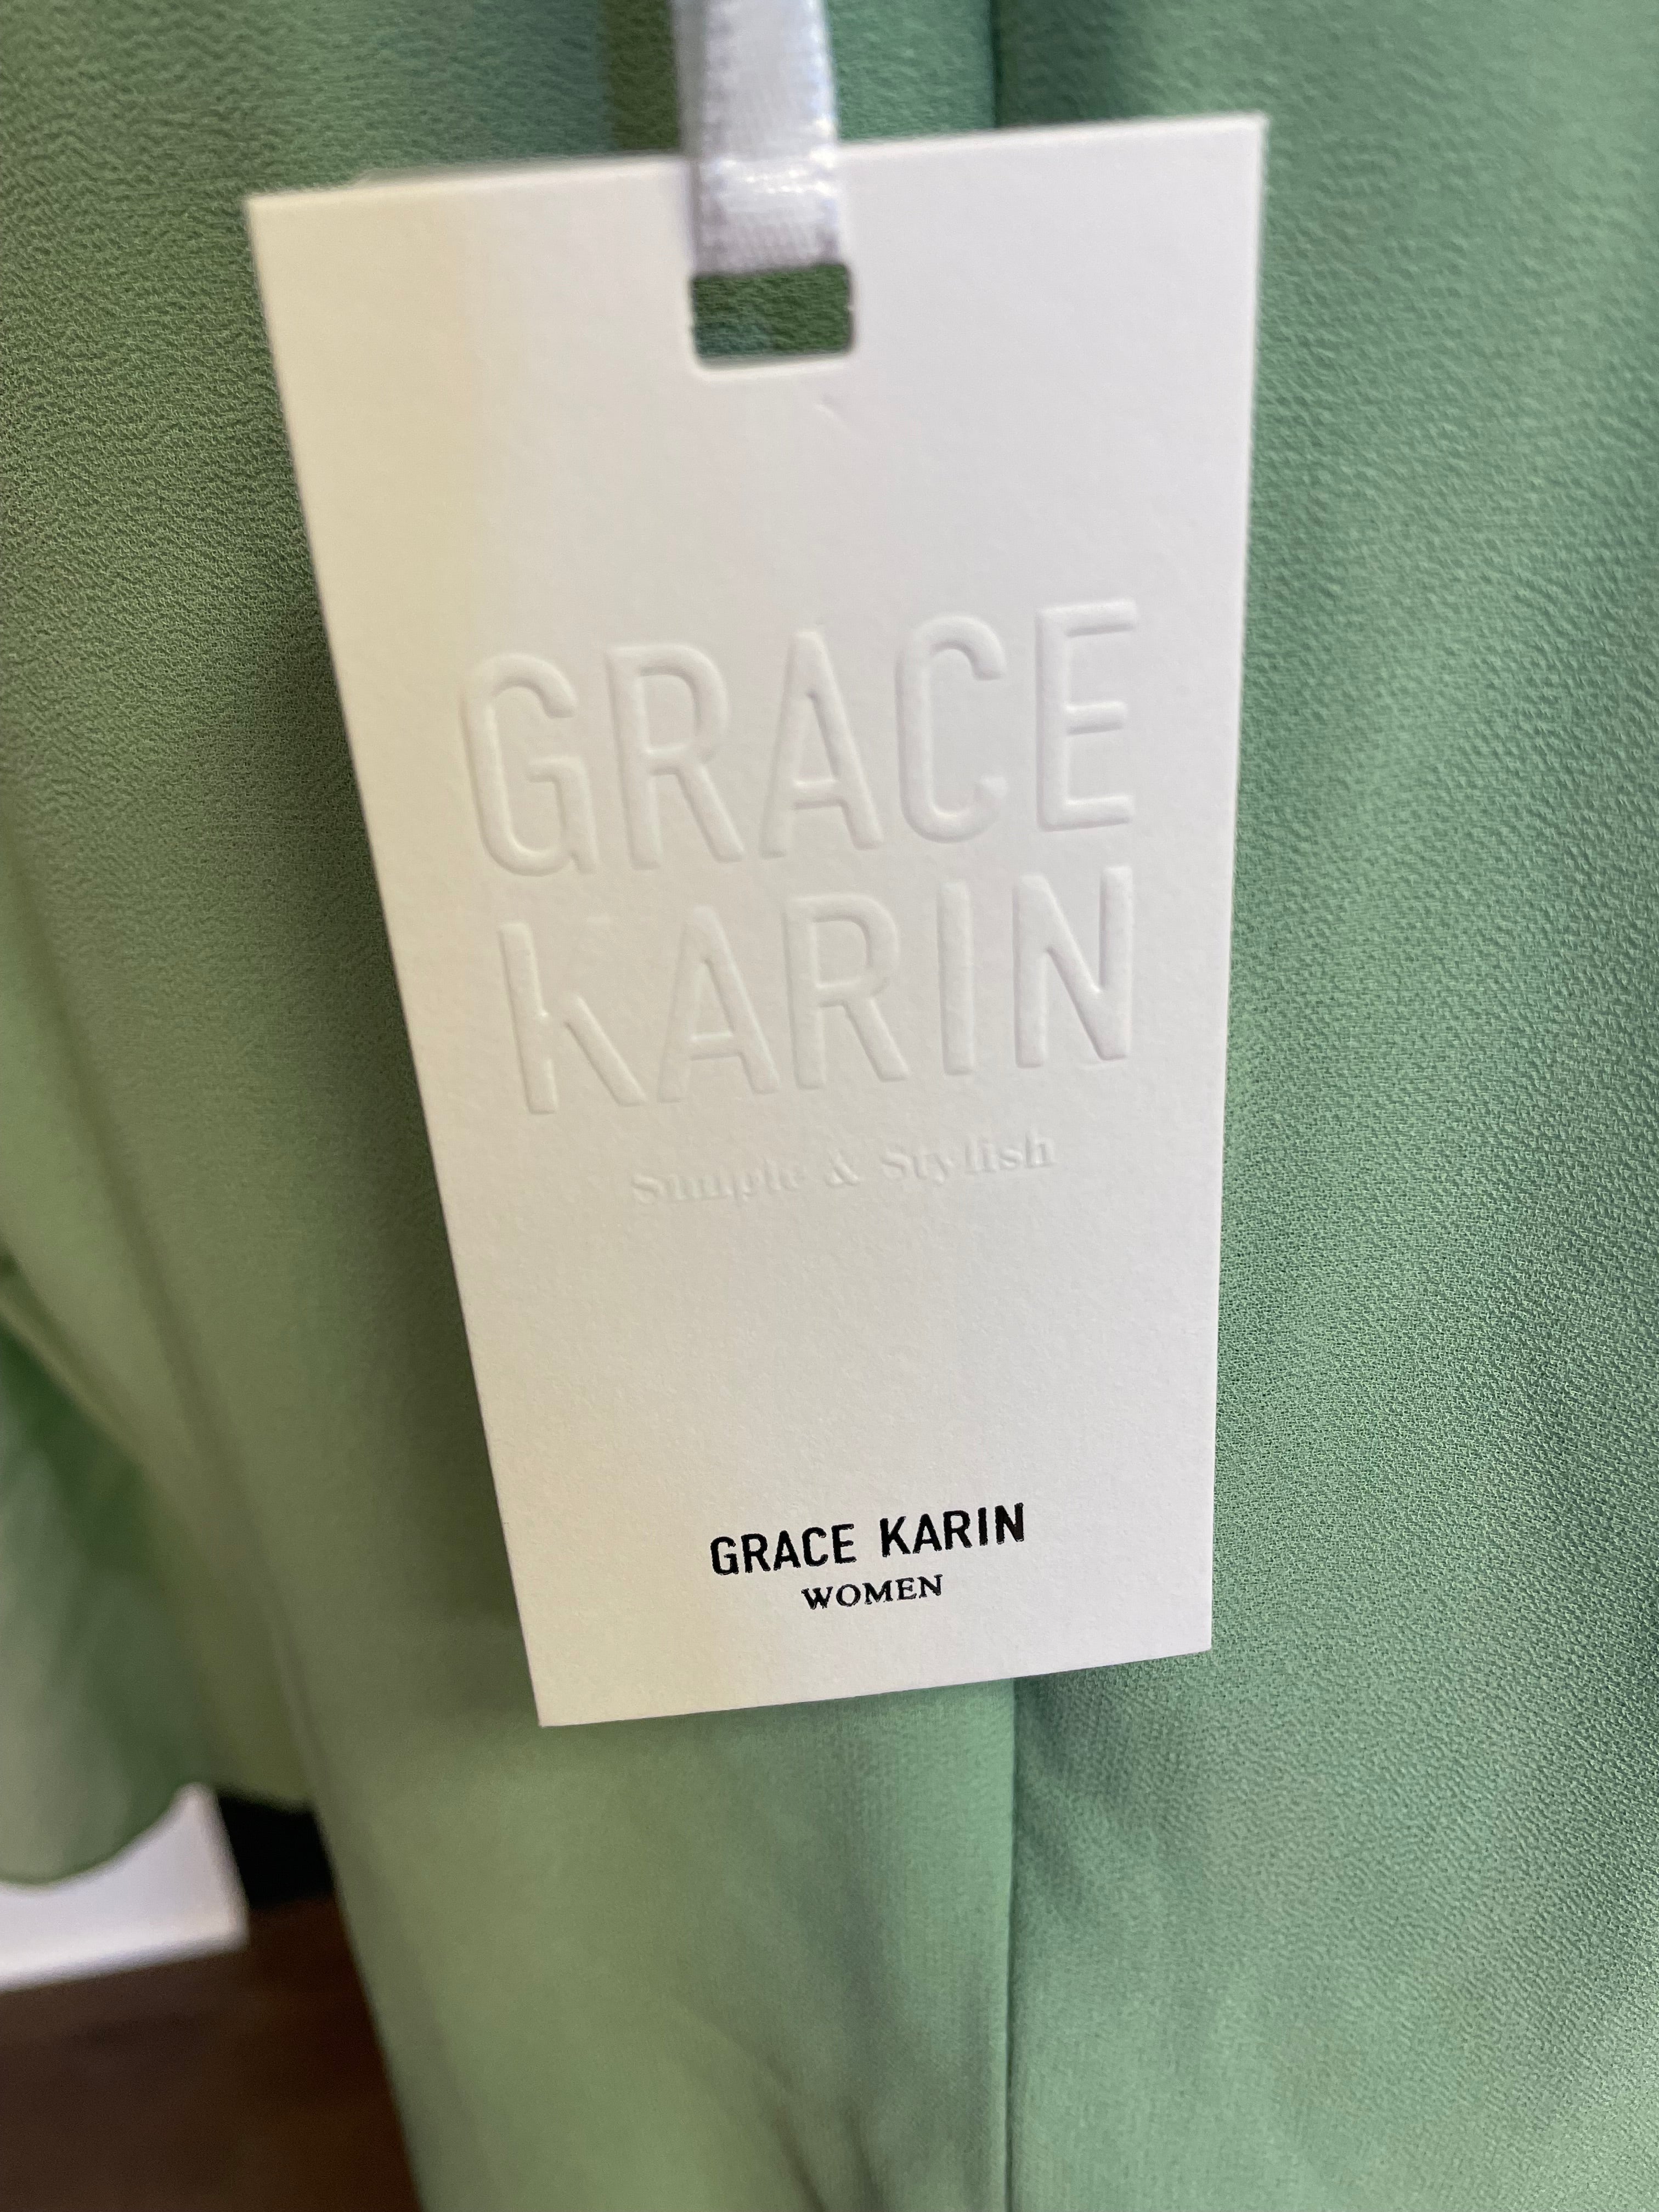 GRACE
KARIN
Simple & Stylish
GRACE KARIN
WOMEN